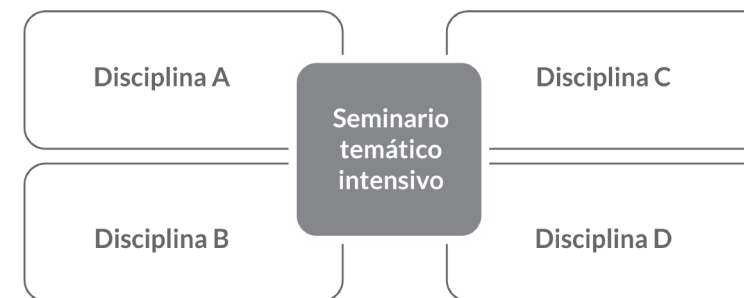 Disciplina A
Disciplina C
Seminario
temático
intensivo
Disciplina B
Disciplina D